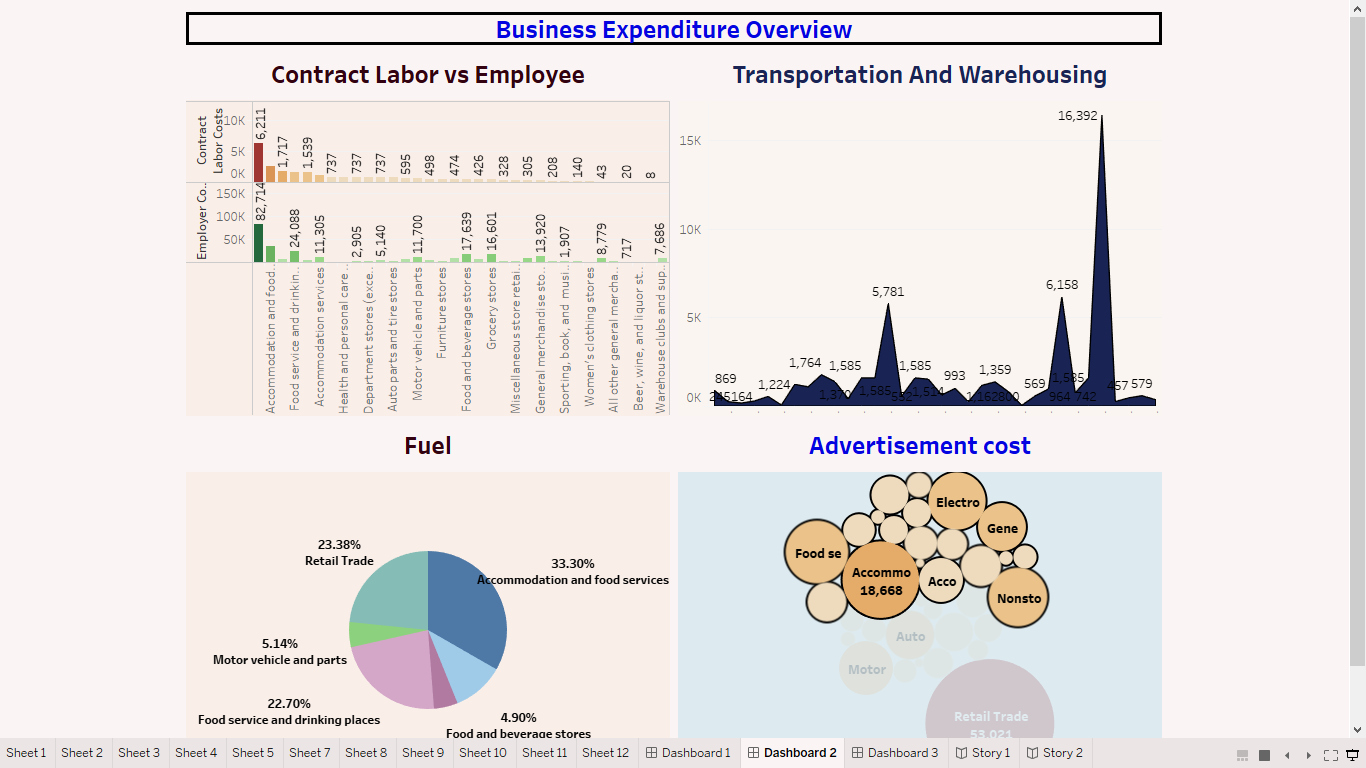 Business Expenditure Overview
Contract Labor vs Employee
Transportation And Warehousing
Contract
Labor Costs
10K
5K
0K
6,211
1,717
1,539
737
737
737
595
498
474
426
328
305
208
140
43
20
8
Employer Co..
150K
100K
50K
82,714
24,088
11,305
2,905
5,140
11,700
17,639
16,601
13,920
1,907
8,779
717
7,686
Accommodation and food..
Food service and drinkin..
Accommodation services
Health and personal care ..
Department stores (exce..
Auto parts and tire stores
Motor vehicle and parts
Furniture stores
Food and beverage stores
Grocery stores
Miscellaneous store retai..
General merchandise sto..
Sporting, book, and musi..
Women's clothing stores
All other general mercha..
Beer, wine, and liquor st..
Warehouse clubs and sup..
15K
10K
5K
0K
16,392
6,158
5,781
869
245
164
1,224
1,764
1,370
1,585
1,585
552
1,585
1,514
993
1,162
1,359
800
569
964
1,585
742
457
579
Fuel
23.38%
Retail Trade
33.30%
Accommodation and food services
5.14%
Motor vehicle and parts
22.70%
Food service and drinking places
4.90%
Food and beverage stores
Advertisement cost
Electro
Gene
Food se
Accommo
18,668
Acco
Nonsto
Auto
Motor
Retail Trade
53,021
Sheet 1 Sheet 2 Sheet 3 Sheet 4 Sheet 5 Sheet 6 Sheet 7 Sheet 8 Sheet 9 Sheet 10 Sheet 11 Sheet 12 Dashboard 1 Dashboard 2 Dashboard 3 Story 1 Story 2